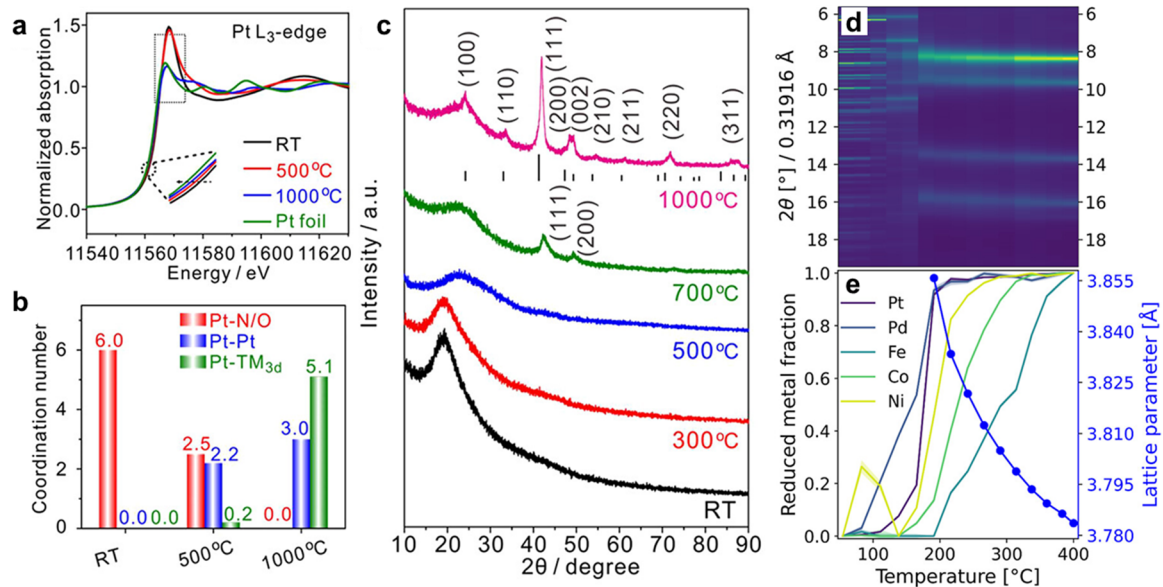 a
Pt L3-edge
1.5
1.0
0.5
0.0
Normalized absorption
RT
500°C
1000°C
Pt foil
11540 11560 11580 11600 11620
Energy / eV
b
Coordination number
6
4
2
0
Pt-N/O
Pt-Pt
Pt-TM3d
6.0
0.0
0.0
2.5
2.2
0.2
0.0
3.0
5.1
RT
500°C
1000°C
c
Intensity / a.u.
(100)
(110)
(111)
(200)
(002)
(210)
(211)
(220)
(311)
1000°C
(111)
(200)
700°C
500°C
300°C
RT
10 20 30 40 50 60 70 80 90
2θ / degree
d
2θ [°] / 0.31916 Å
6 6
8 8
10 10
12 12
14 14
16 16
18 18
e
Reduced metal fraction
1.0
0.8
0.6
0.4
0.2
0.0
Pt
Pd
Fe
Co
Ni
3.855
3.840
3.825
3.810
3.795
3.780
Lattice parameter [Å]
100 200 300 400
Temperature [°C]